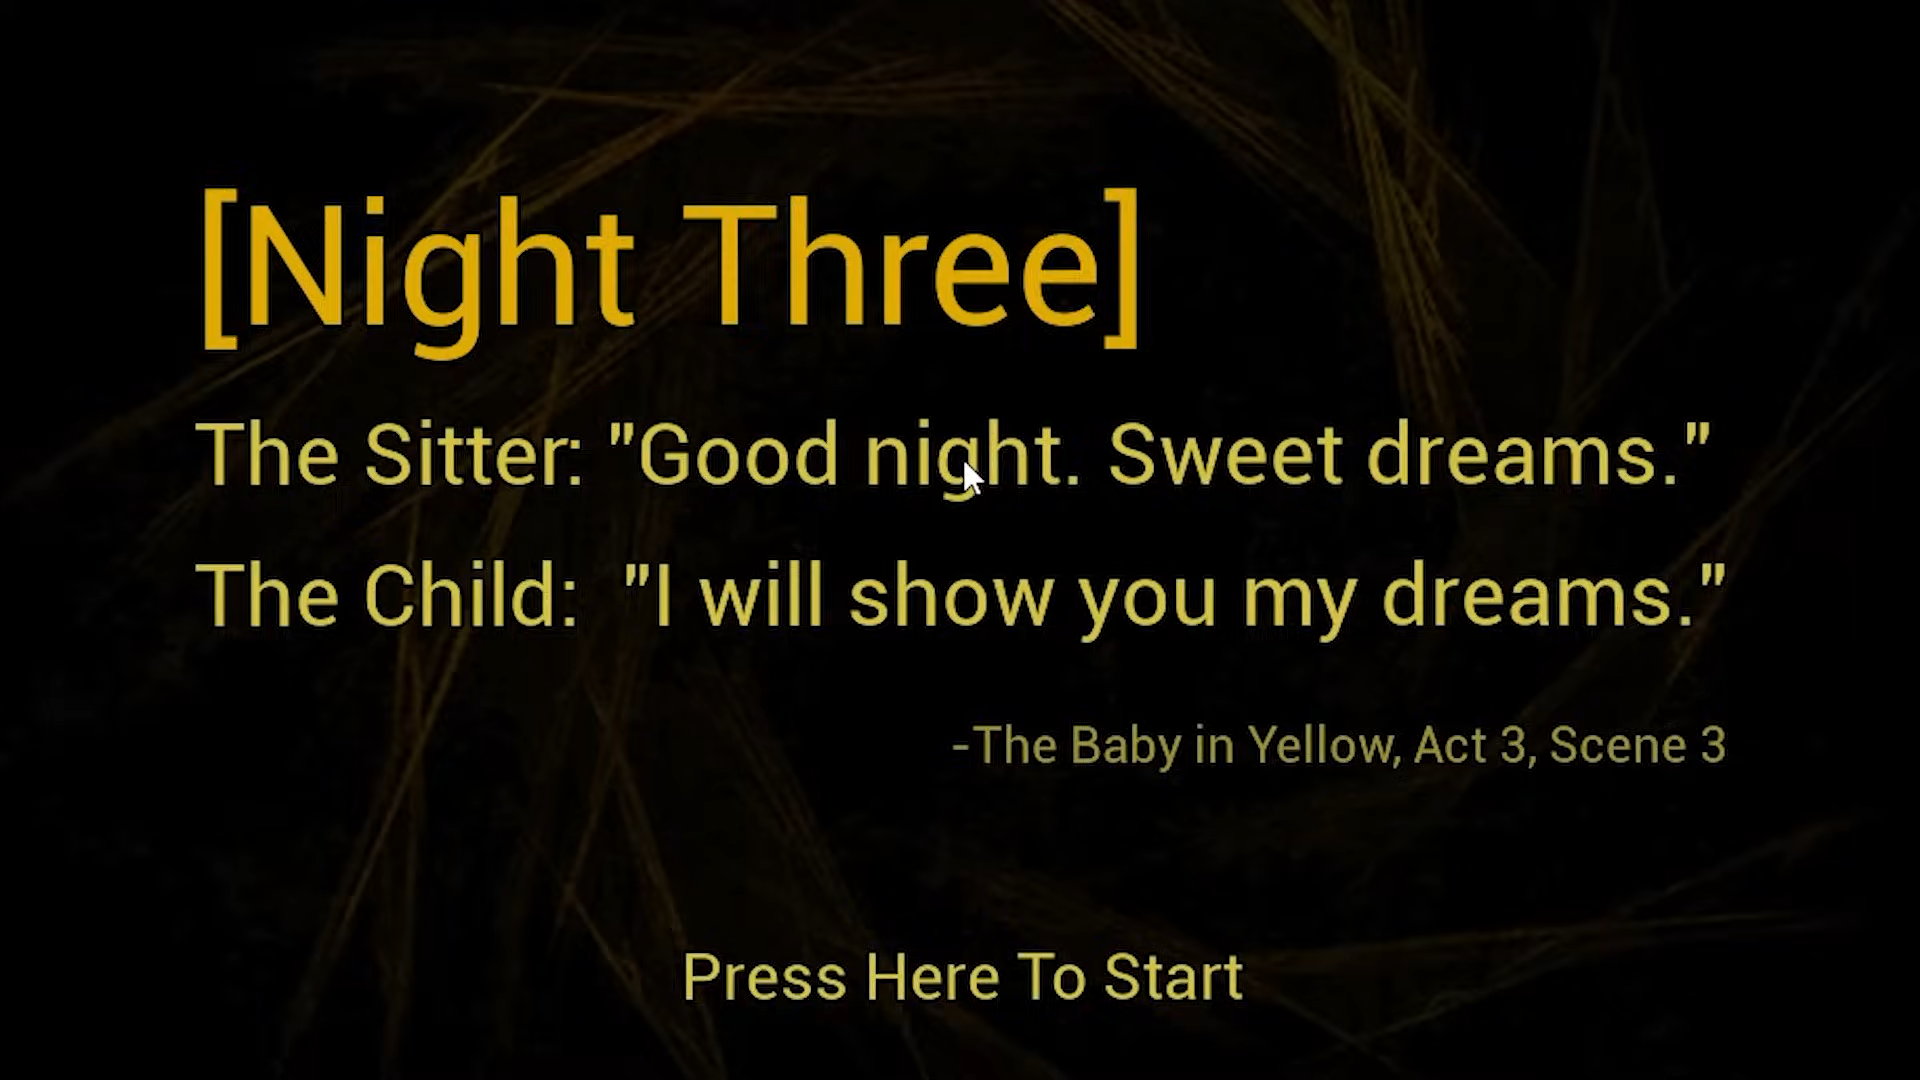 [Night Three]
The Sitter: "Good night. Sweet dreams."
The Child: "I will show you my dreams."
-The Baby in Yellow, Act 3, Scene 3
Press Here To Start